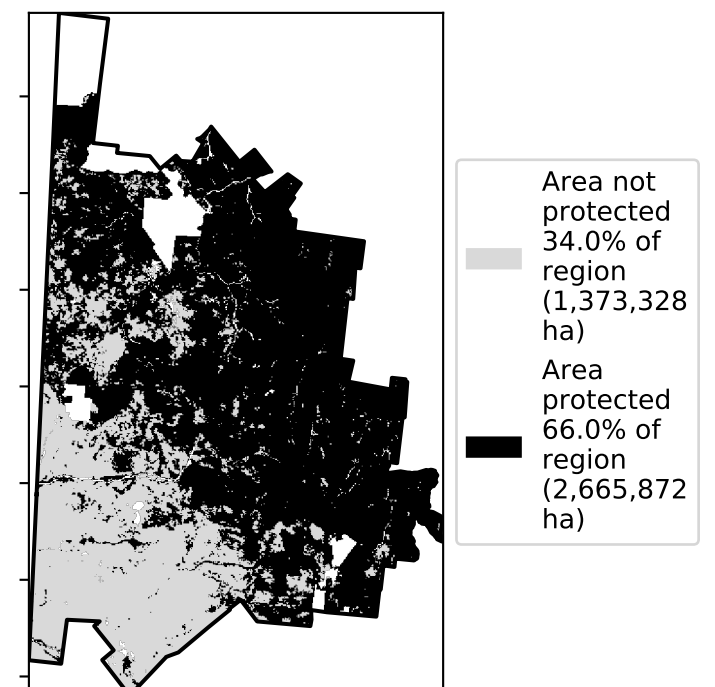 Area not
protected
34.0% of
region
(1,373,328
ha)
Area
protected
66.0% of
region
(2,665,872
ha)